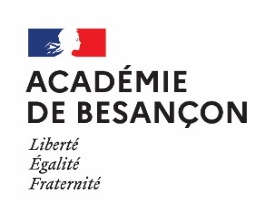 ACADÉMIE
DE BESANÇON
Liberté
Égalité
Fraternité